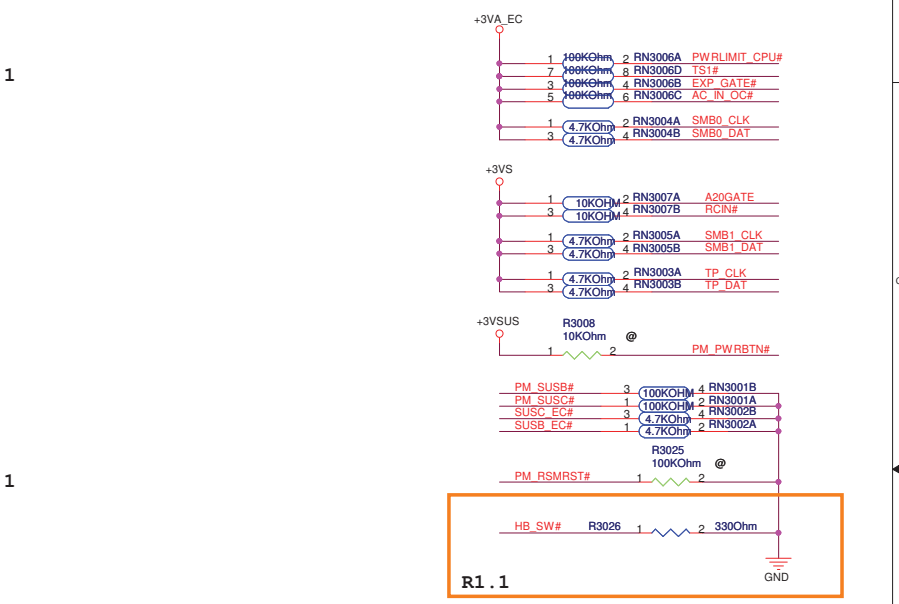 +3VA_EC
1
1 100KOhm 2 RN3006A PWRLIMIT_CPU#
7 100KOhm 8 RN3006D TS1#
3 100KOhm 4 RN3006B EXP_GATE#
5 100KOhm 6 RN3006C AC_IN_OC#
1 4.7KOhm 2 RN3004A SMB0_CLK
3 4.7KOhm 4 RN3004B SMB0_DAT
+3VS
1 10KOHM 2 RN3007A A20GATE
3 10KOHM 4 RN3007B RCIN#
1 4.7KOhm 2 RN3005A SMB1_CLK
3 4.7KOhm 4 RN3005B SMB1_DAT
1 4.7KOhm 2 RN3003A TP_CLK
3 4.7KOhm 4 RN3003B TP_DAT
+3VSUS
R3008
10KOhm @
1 2 PM_PWRBTN#
PM_SUSB# 3 100KOHM 4 RN3001B
PM_SUSC# 1 100KOHM 2 RN3001A
SUSC_EC# 3 4.7KOhm 4 RN3002B
SUSB_EC# 1 4.7KOhm 2 RN3002A
R3025
100KOhm @
PM_RSMRST# 1 2
1
HB_SW# R3026 1 2 330Ohm
GND
R1.1